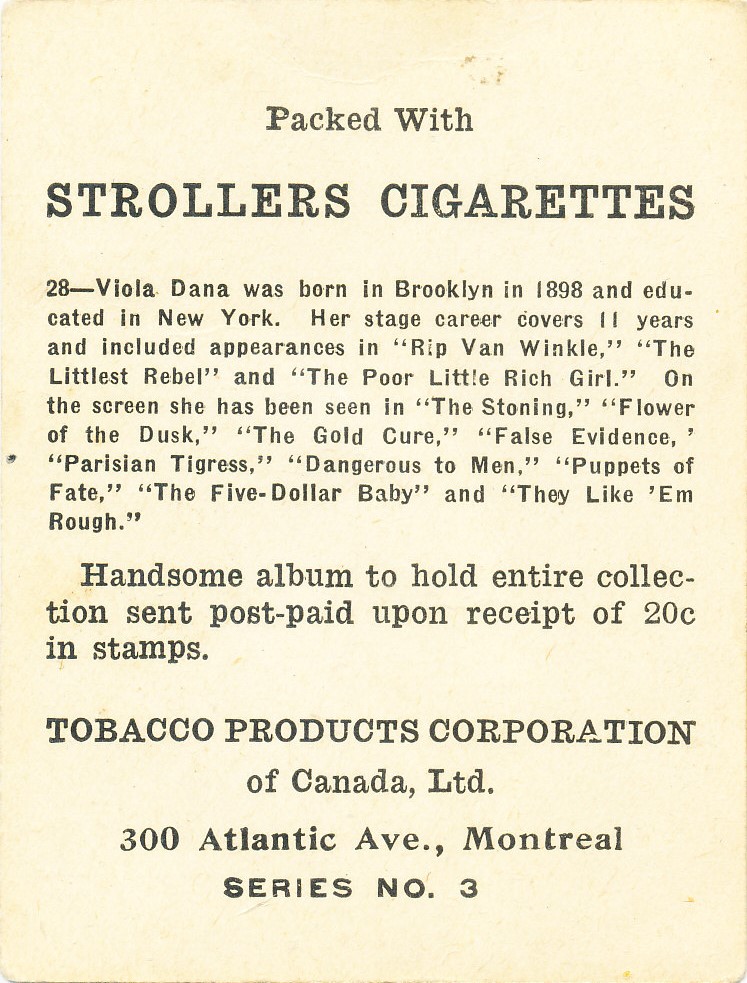 Packed With
STROLLERS CIGARETTES
28—Viola Dana was born in Brooklyn in 1898 and edu-
cated in New York. Her stage career covers 11 years
and included appearances in “Rip Van Winkle,” “The
Littlest Rebel” and “The Poor Little Rich Girl.” On
the screen she has been seen in “The Stoning,” “Flower
of the Dusk,” “The Gold Cure,” “False Evidence, ’
“Parisian Tigress,” “Dangerous to Men,” “Puppets of
Fate,” “The Five-Dollar Baby” and “They Like ’Em
Rough.”
Handsome album to hold entire collec-
tion sent post-paid upon receipt of 20c
in stamps.
TOBACCO PRODUCTS CORPORATION
of Canada, Ltd.
300 Atlantic Ave., Montreal
SERIES NO. 3